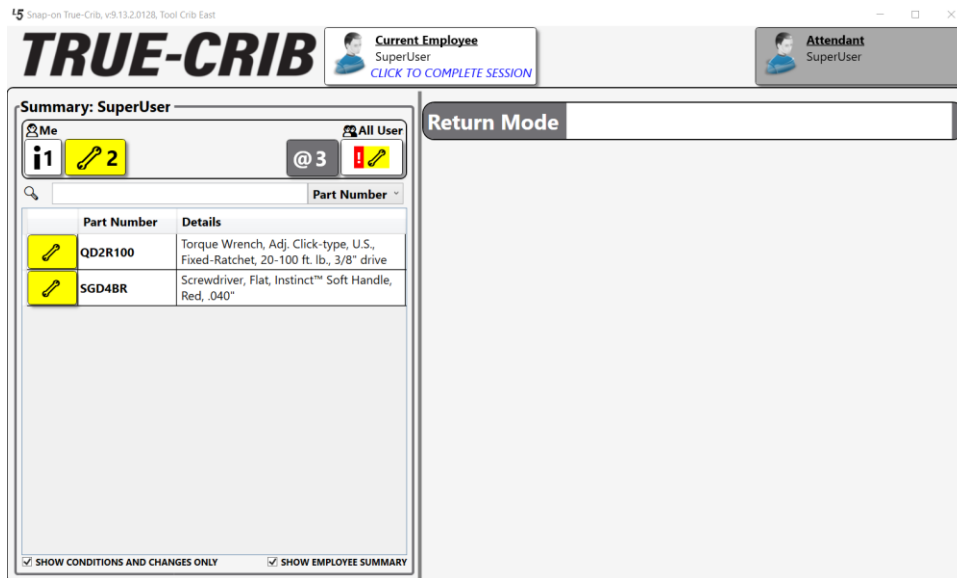 Snap-on True-Crib, v:9.13.2.0128, Tool Crib East
TRUE-CRIB
Current Employee
SuperUser
CLICK TO COMPLETE SESSION
Attendant
SuperUser
Summary: SuperUser
Me
All User
i1
2
@ 3
!
Part Number
Part Number
Details
QD2R100
Torque Wrench, Adj. Click-type, U.S.,
Fixed-Ratchet, 20-100 ft. lb., 3/8" drive
SGD4BR
Screwdriver, Flat, Instinct™ Soft Handle,
Red, .040"
SHOW CONDITIONS AND CHANGES ONLY
SHOW EMPLOYEE SUMMARY
Return Mode